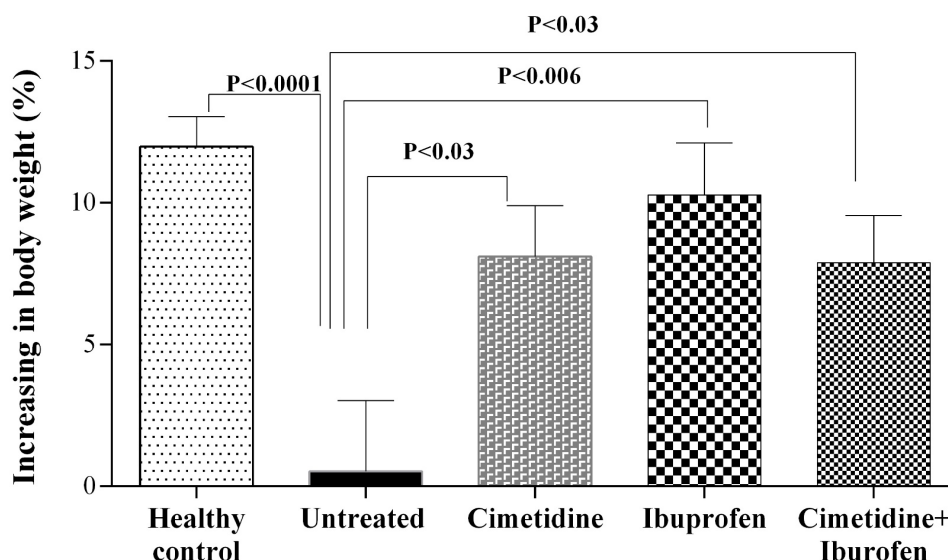 P<0.03
P<0.006
P<0.0001
P<0.03
Increasing in body weight (%)
15
10
5
0
Healthy
control
Untreated
Cimetidine
Ibuprofen
Cimetidine+
Iburofen